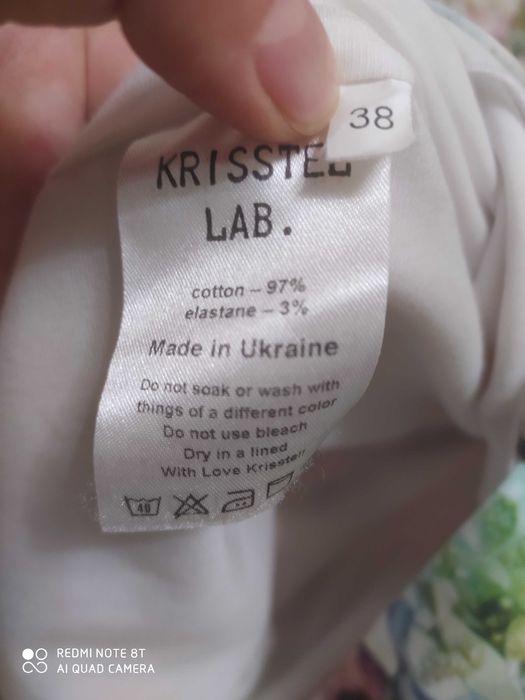 38
KRISSTEL
LAB.
cotton – 97%
elastane – 3%
Made in Ukraine
Do not soak or wash with
things of a different color
Do not use bleach
Dry in a lined
With Love Krisstell
40
REDMI NOTE 8T
AI QUAD CAMERA